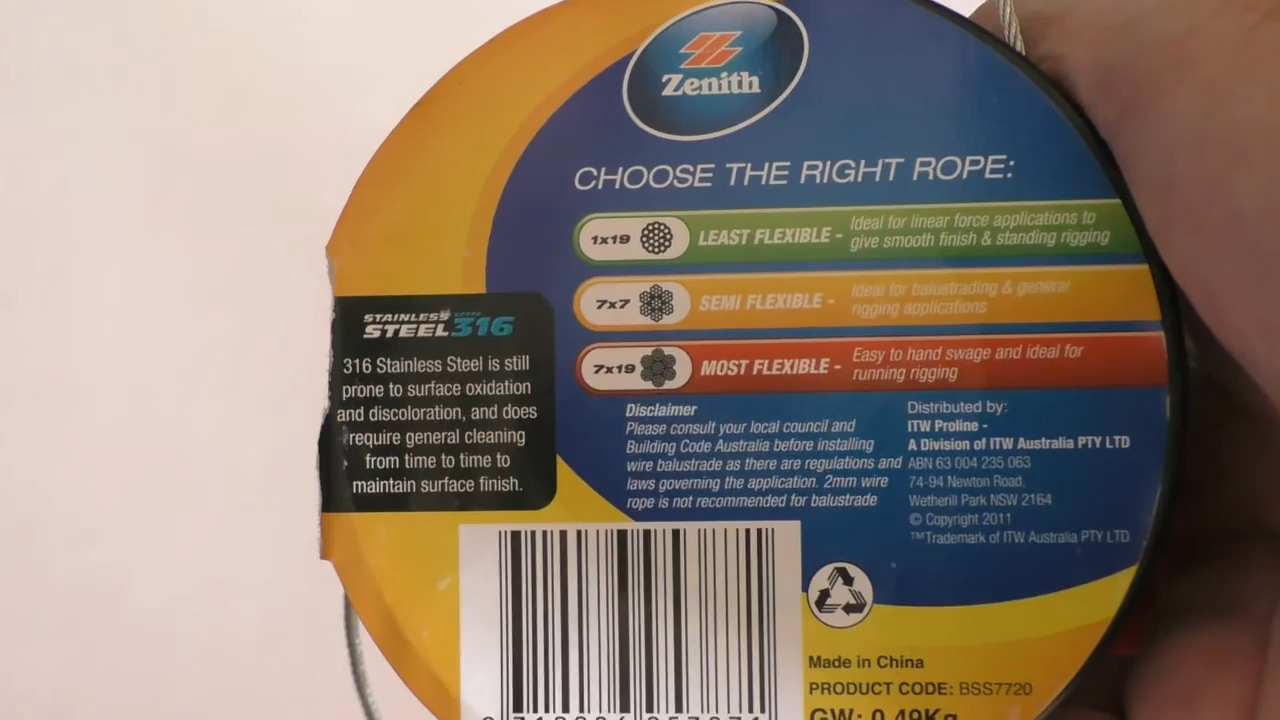 Zenith
CHOOSE THE RIGHT ROPE:
1x19 LEAST FLEXIBLE - Ideal for linear force applications to
give smooth finish & standing rigging
7x7 SEMI FLEXIBLE - Ideal for balustrading & general
rigging applications
7x19 MOST FLEXIBLE - Easy to hand swage and ideal for
running rigging
STAINLESS
STEEL 316
316 Stainless Steel is still
prone to surface oxidation
and discoloration, and does
require general cleaning
from time to time to
maintain surface finish.
Disclaimer
Please consult your local council and
Building Code Australia before installing
wire balustrade as there are regulations and
laws governing the application. 2mm wire
rope is not recommended for balustrade
Distributed by:
ITW Proline -
A Division of ITW Australia PTY LTD
ABN 63 004 235 063
74-94 Newton Road,
Wetherill Park NSW 2164
© Copyright 2011
™Trademark of ITW Australia PTY LTD
Made in China
PRODUCT CODE: BSS7720
GW: 0.49Kg